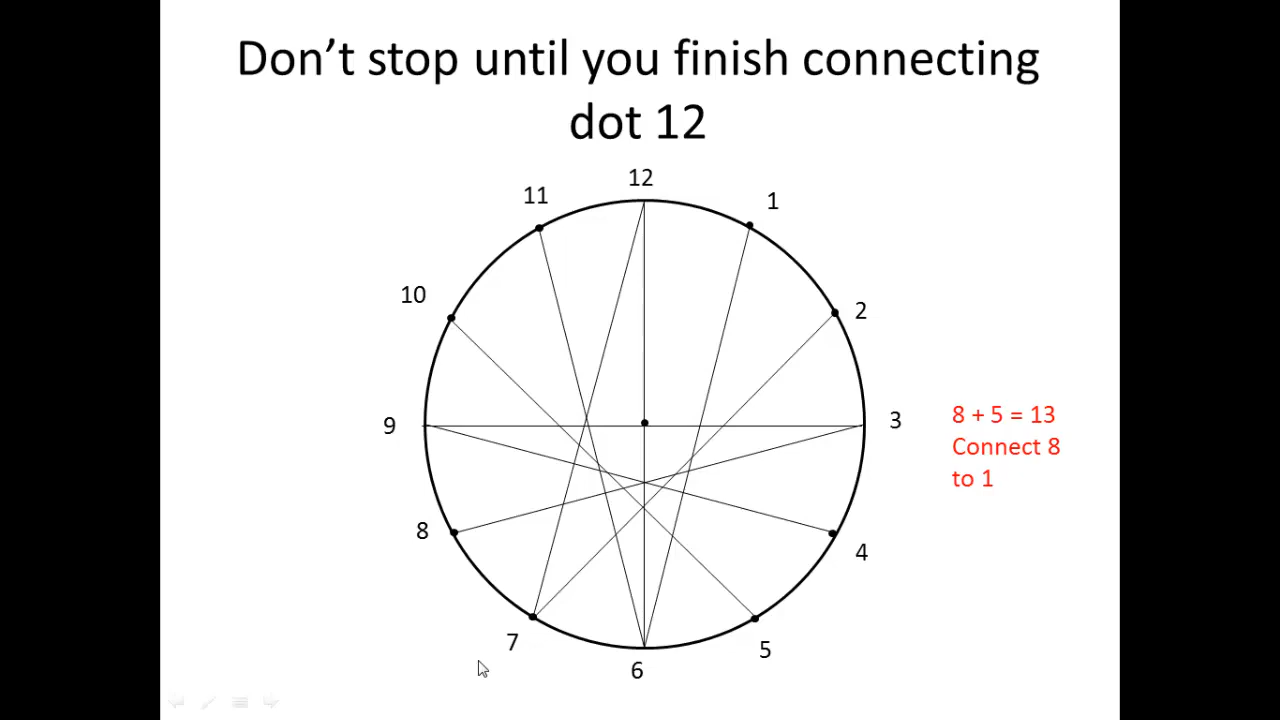 Don’t stop until you finish connecting
dot 12
12
11
1
10
2
9
3
8 + 5 = 13
Connect 8
to 1
8
4
7
5
6